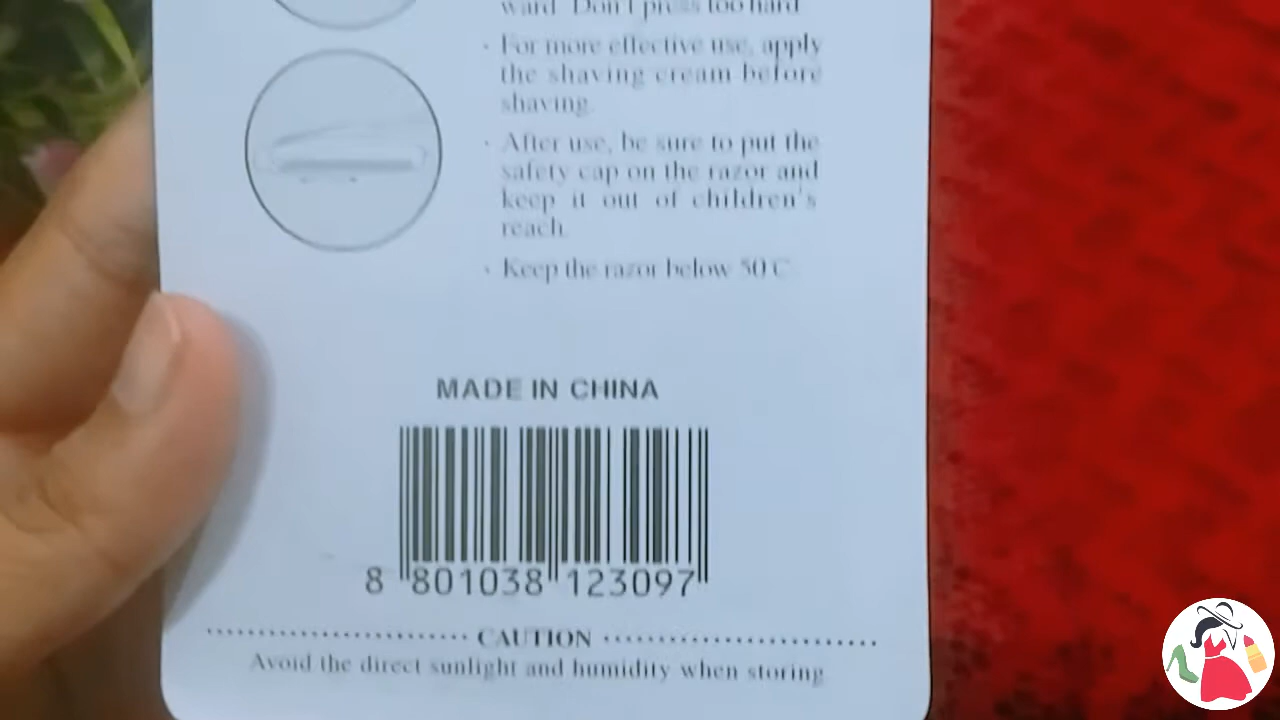 ward. Don't press too hard
· For more effective use, apply
the shaving cream before
shaving.
· After use, be sure to put the
safety cap on the razor and
keep it out of children's
reach.
· Keep the razor below 50 C
MADE IN CHINA
8 801038 123097
CAUTION
Avoid the direct sunlight and humidity when storing